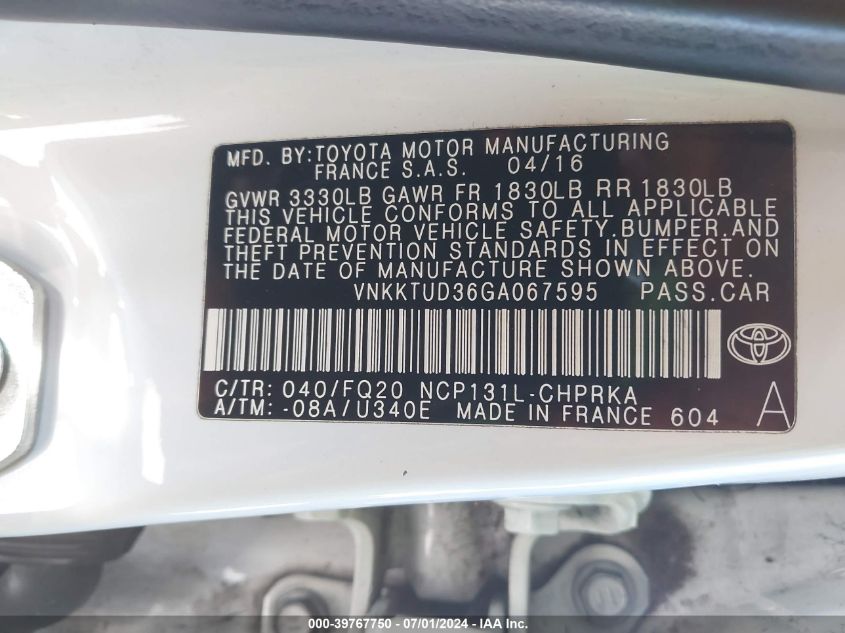 MFD. BY:TOYOTA MOTOR MANUFACTURING
FRANCE S.A.S. 04/16
GVWR 3330LB GAWR FR 1830LB RR 1830LB
THIS VEHICLE CONFORMS TO ALL APPLICABLE
FEDERAL MOTOR VEHICLE SAFETY,BUMPER,AND
THEFT PREVENTION STANDARDS IN EFFECT ON
THE DATE OF MANUFACTURE SHOWN ABOVE.
VNKKTUD36GA067595 PASS.CAR
C/TR: 040/FQ20 NCP131L-CHPRKA
A/TM: -08A/U340E MADE IN FRANCE 604
A
000-39767750 - 07/01/2024 - IAA Inc.